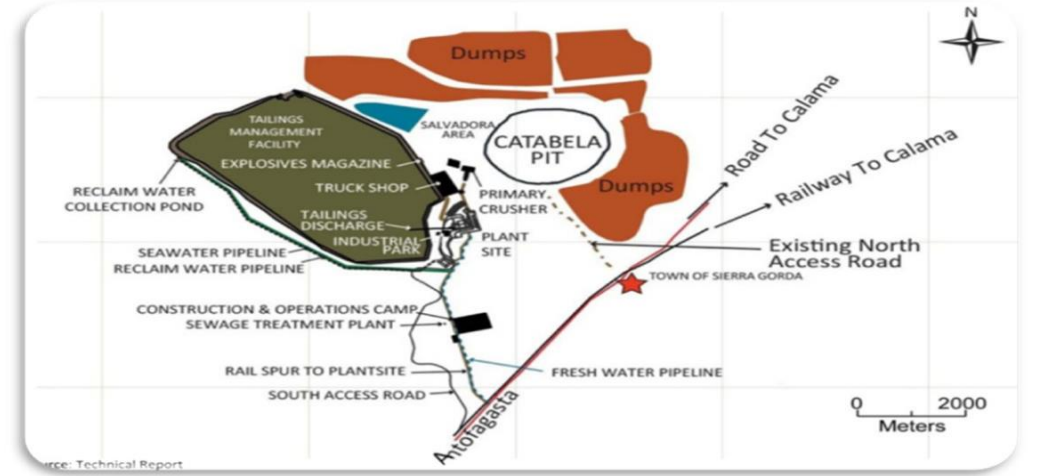 N
Dumps
Road To Calama
TAILINGS
MANAGEMENT
FACILITY
SALVADORA
AREA
CATABELA
PIT
Railway To Calama
EXPLOSIVES MAGAZINE
TRUCK SHOP
PRIMARY
CRUSHER
Dumps
RECLAIM WATER
COLLECTION POND
TAILINGS
DISCHARGE
INDUSTRIAL
PARK
PLANT
SITE
SEAWATER PIPELINE
RECLAIM WATER PIPELINE
Existing North
Access Road
TOWN OF SIERRA GORDA
CONSTRUCTION & OPERATIONS CAMP
SEWAGE TREATMENT PLANT
RAIL SPUR TO PLANTSITE
FRESH WATER PIPELINE
SOUTH ACCESS ROAD
Antofagasta
0 2000
Meters
urce: Technical Report